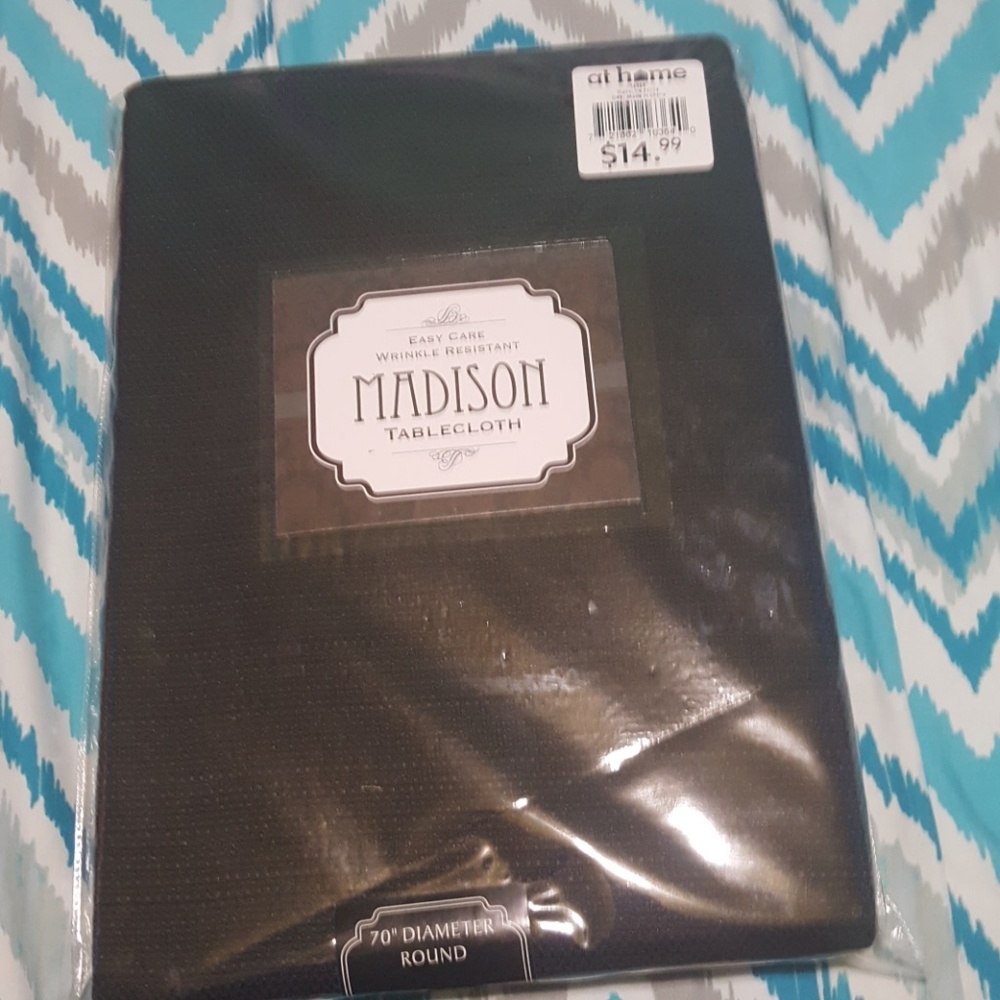 at home
$14.99
EASY CARE
WRINKLE RESISTANT
MADISON
TABLECLOTH
70" DIAMETER
ROUND